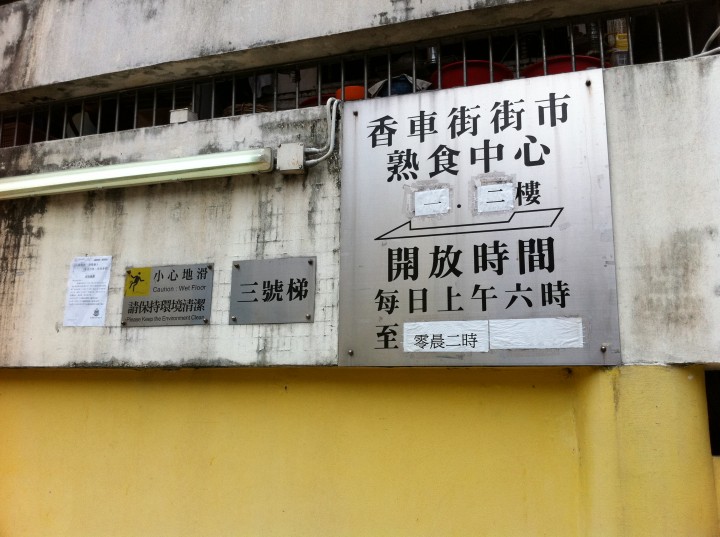 香車街街市
熟食中心
二.二樓
開放時間
每日上午六時
至 零晨二時
小心地滑
Caution : Wet Floor
請保持環境清潔
Please Keep the Environment Clean
三號梯